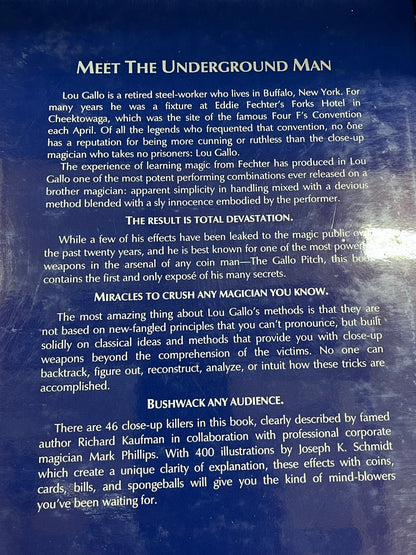 MEET THE UNDERGROUND MAN
Lou Gallo is a retired steel-worker who lives in Buffalo, New York. For
many years he was a fixture at Eddie Fechter's Forks Hotel in
Cheektowaga, which was the site of the famous Four F's Convention
each April. Of all the legends who frequented that convention, no one
has a reputation for being more cunning or ruthless than the close-up
magician who takes no prisoners: Lou Gallo.
The experience of learning magic from Fechter has produced in Lou
Gallo one of the most potent performing combinations ever released on a
brother magician: apparent simplicity in handling mixed with a devious
method blended with a sly innocence embodied by the performer.
THE RESULT IS TOTAL DEVASTATION.
While a few of his effects have been leaked to the magic public
the past twenty years, and he is best known for one of the most
weapons in the arsenal of any coin man—The Gallo Pitch, this book
contains the first and only exposé of his many secrets.
MIRACLES TO CRUSH ANY MAGICIAN YOU KNOW.
The most amazing thing about Lou Gallo's methods is that they are
not based on new-fangled principles that you can't pronounce, but built
solidly on classical ideas and methods that provide you with close-up
weapons beyond the comprehension of the victims. No one can
backtrack, figure out, reconstruct, analyze, or intuit how these tricks are
accomplished.
BUSHWACK ANY AUDIENCE.
There are 46 close-up killers in this book, clearly described by famed
author Richard Kaufman in collaboration with professional corporate
magician Mark Phillips. With 400 illustrations by Joseph K. Schmidt
which create a unique clarity of explanation, these effects with coins,
cards, bills, and spongeballs will give you the kind of mind-blowers
you've been waiting for.